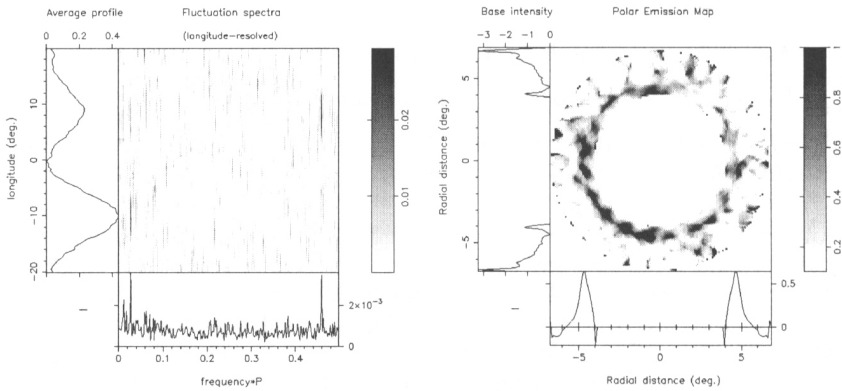 Average profile
Fluctuation spectra
(longitude-resolved)
0 0.2 0.4
longitude (deg.)
10
0
-10
-20
0.02
0.01
2×10⁻³
0
0 0.1 0.2 0.3 0.4
frequency*P
Base intensity
Polar Emission Map
-3 -2 -1 0
Radial distance (deg.)
5
0
-5
1
0.8
0.6
0.4
0.2
0.5
0
-5 0 5
Radial distance (deg.)